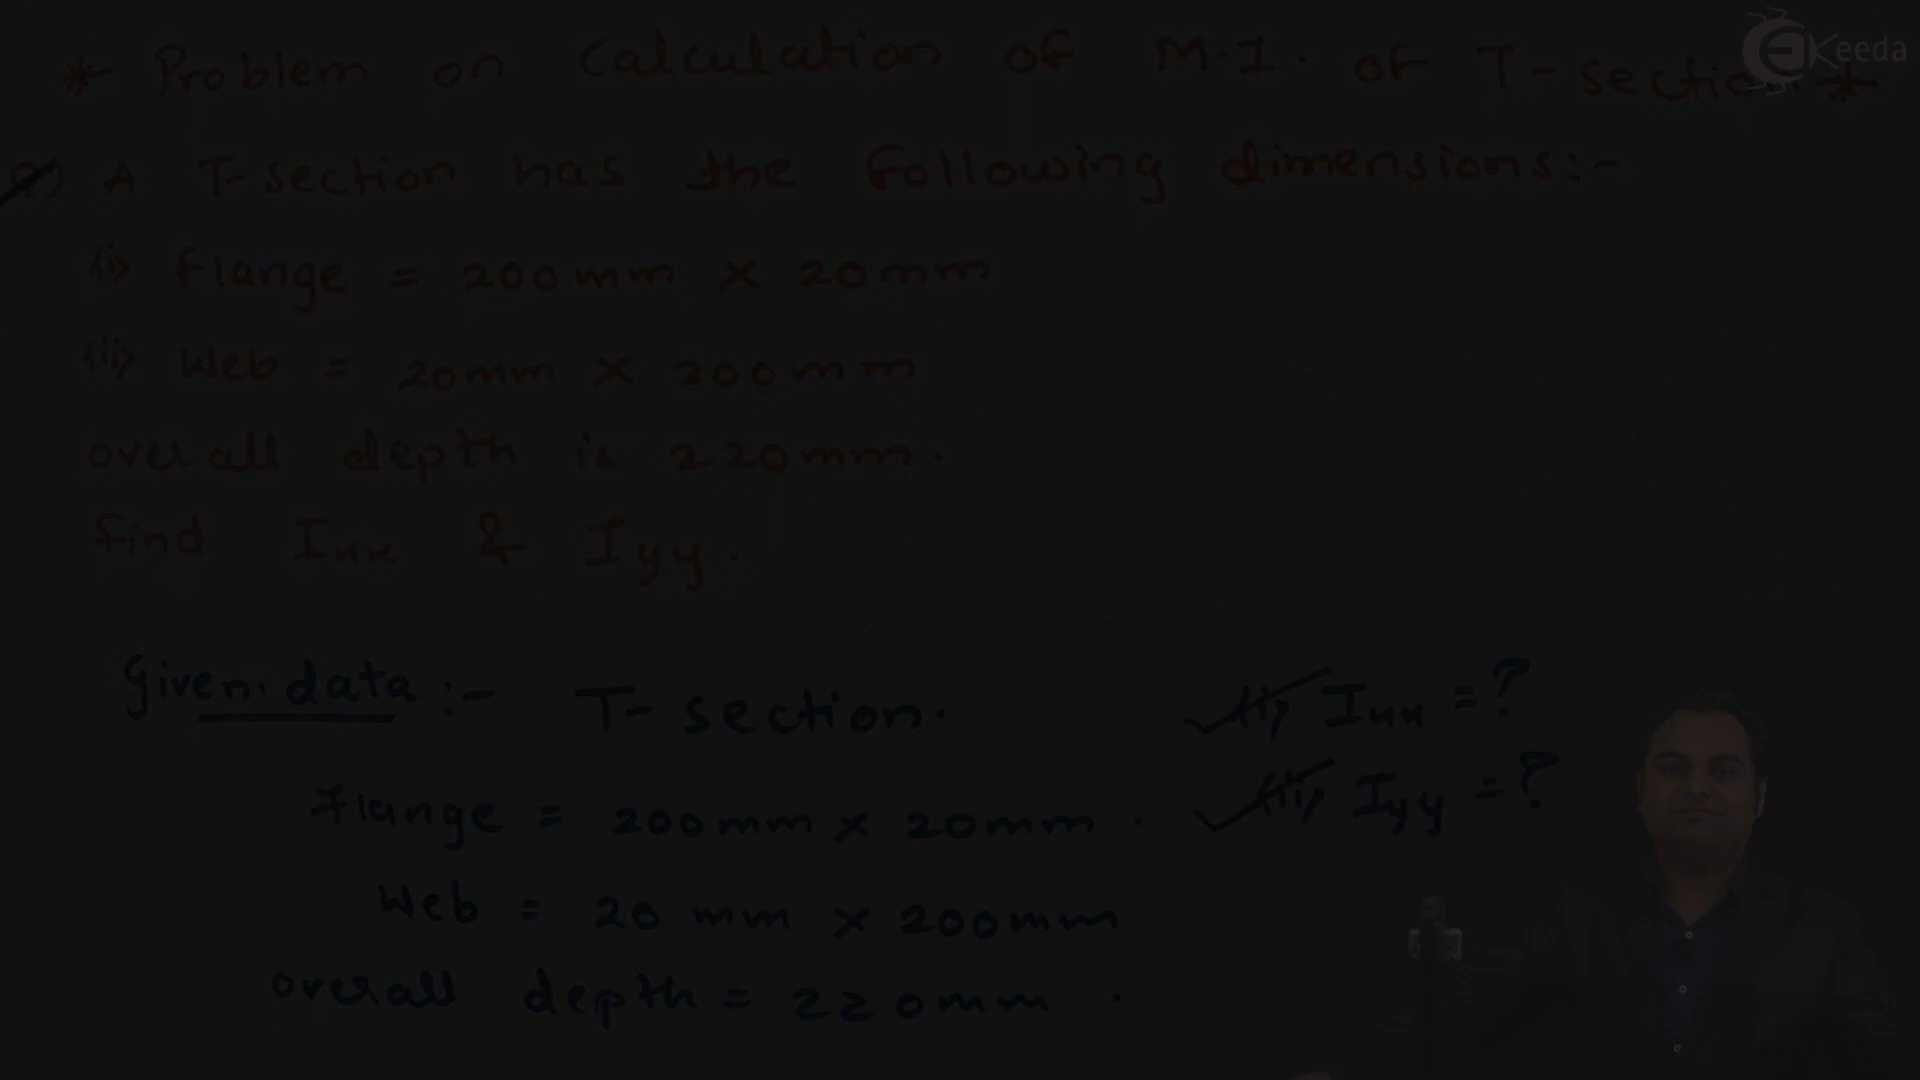 * Problem on Calculation of M.I. of T-section *
Keeda
Q) A T-section has the following dimensions:-
(i) Flange = 200mm X 20mm
(ii) Web = 20mm X 200mm
overall depth is 220mm.
Find Ixx & Iyy.
Given data :- T-section.
(i) Ixx = ?
Flange = 200mm X 20mm.
(ii) Iyy = ?
Web = 20 mm X 200mm
overall depth = 220mm.